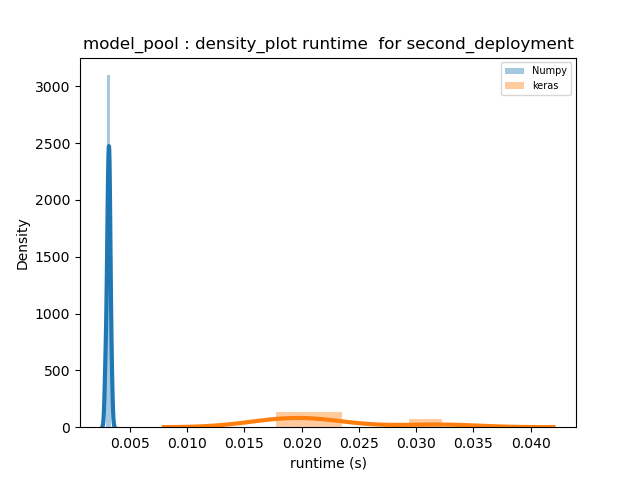 model_pool : density_plot runtime  for second_deployment
Numpy
keras
Density
3000
2500
2000
1500
1000
500
0
0.005 0.010 0.015 0.020 0.025 0.030 0.035 0.040
runtime (s)